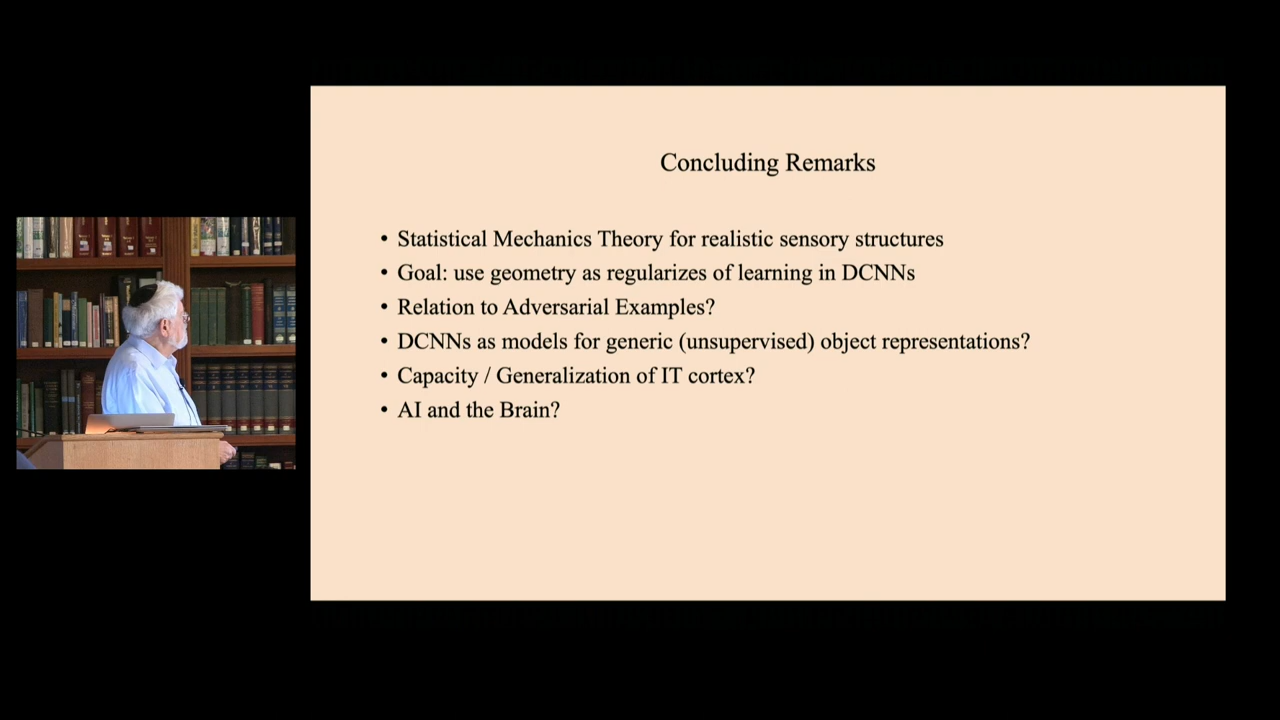 Concluding Remarks
• Statistical Mechanics Theory for realistic sensory structures
• Goal: use geometry as regularizes of learning in DCNNs
• Relation to Adversarial Examples?
• DCNNs as models for generic (unsupervised) object representations?
• Capacity / Generalization of IT cortex?
• AI and the Brain?